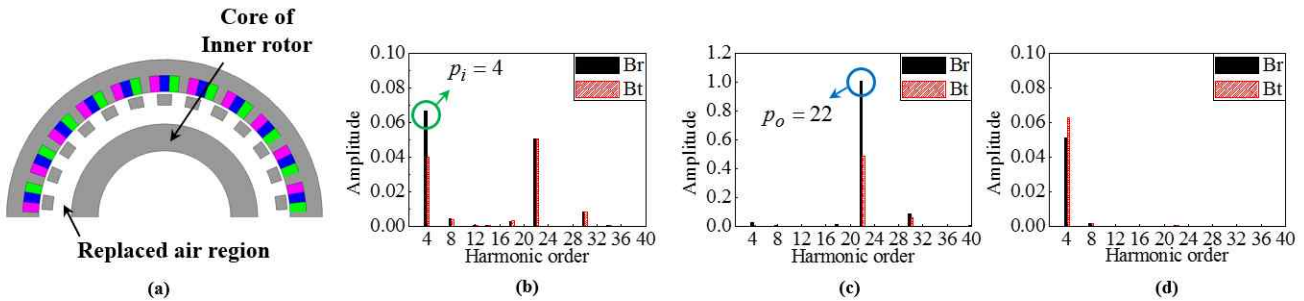 Core of
Inner rotor
Replaced air region
(a)
0.10
0.08
0.06
0.04
0.02
0.00
Amplitude
p_i = 4
Br
Bt
4 8 12 16 20 24 28 32 36 40
Harmonic order
(b)
1.2
1.0
0.8
0.6
0.4
0.2
0.0
Amplitude
p_o = 22
Br
Bt
4 8 12 16 20 24 28 32 36 40
Harmonic order
(c)
0.10
0.08
0.06
0.04
0.02
0.00
Amplitude
Br
Bt
4 8 12 16 20 24 28 32 36 40
Harmonic order
(d)